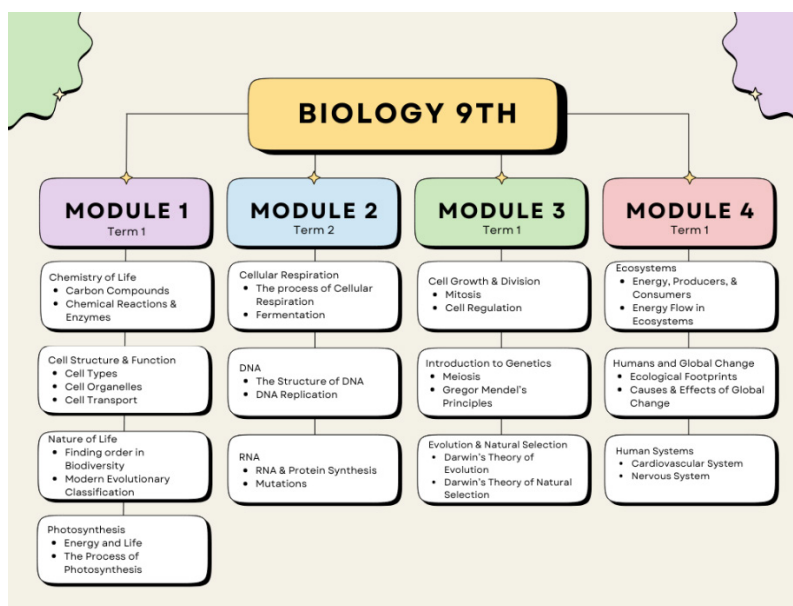 BIOLOGY 9TH
MODULE 1
Term 1
Chemistry of Life
• Carbon Compounds
• Chemical Reactions &
Enzymes
Cell Structure & Function
• Cell Types
• Cell Organelles
• Cell Transport
Nature of Life
• Finding order in
Biodiversity
• Modern Evolutionary
Classification
Photosynthesis
• Energy and Life
• The Process of
Photosynthesis
MODULE 2
Term 2
Cellular Respiration
• The process of Cellular
Respiration
• Fermentation
DNA
• The Structure of DNA
• DNA Replication
RNA
• RNA & Protein Synthesis
• Mutations
MODULE 3
Term 1
Cell Growth & Division
• Mitosis
• Cell Regulation
Introduction to Genetics
• Meiosis
• Gregor Mendel's
Principles
Evolution & Natural Selection
• Darwin's Theory of
Evolution
• Darwin's Theory of Natural
Selection
MODULE 4
Term 1
Ecosystems
• Energy, Producers, &
Consumers
• Energy Flow in
Ecosystems
Humans and Global Change
• Ecological Footprints
• Causes & Effects of Global
Change
Human Systems
• Cardiovascular System
• Nervous System